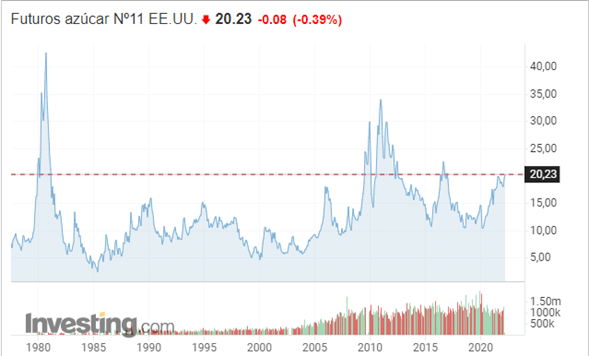 Futuros azúcar Nº11 EE.UU. 20.23 -0.08 (-0.39%)
40,00
35,00
30,00
25,00
20,23
15,00
10,00
5,00
1.50m
1000k
500k
Investing.com
1980 1985 1990 1995 2000 2005 2010 2015 2020